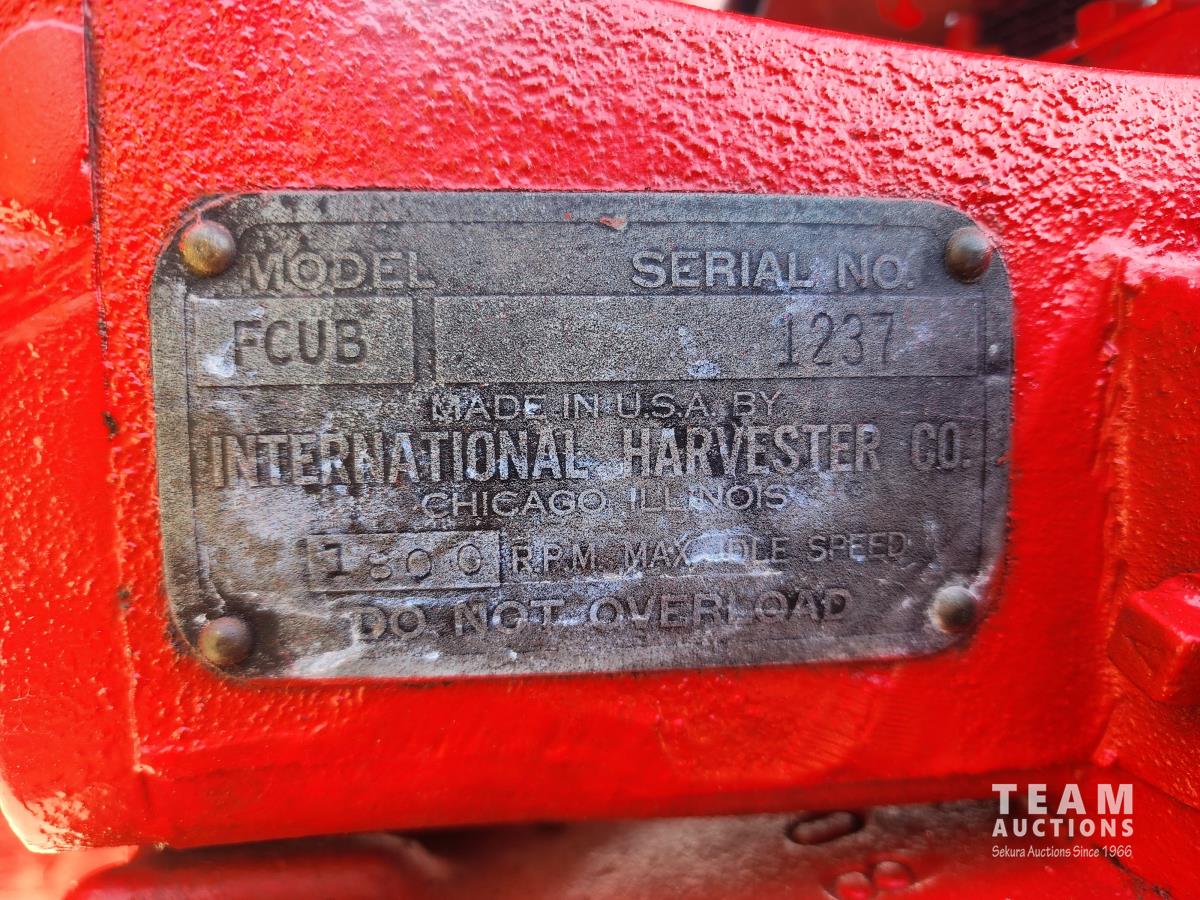 MODEL SERIAL NO.
FCUB 1237
MADE IN U.S.A. BY
INTERNATIONAL HARVESTER CO.
CHICAGO, ILLINOIS
1800 R.P.M. MAX. IDLE SPEED
DO NOT OVERLOAD
TEAM
AUCTIONS
Sekura Auctions Since 1966